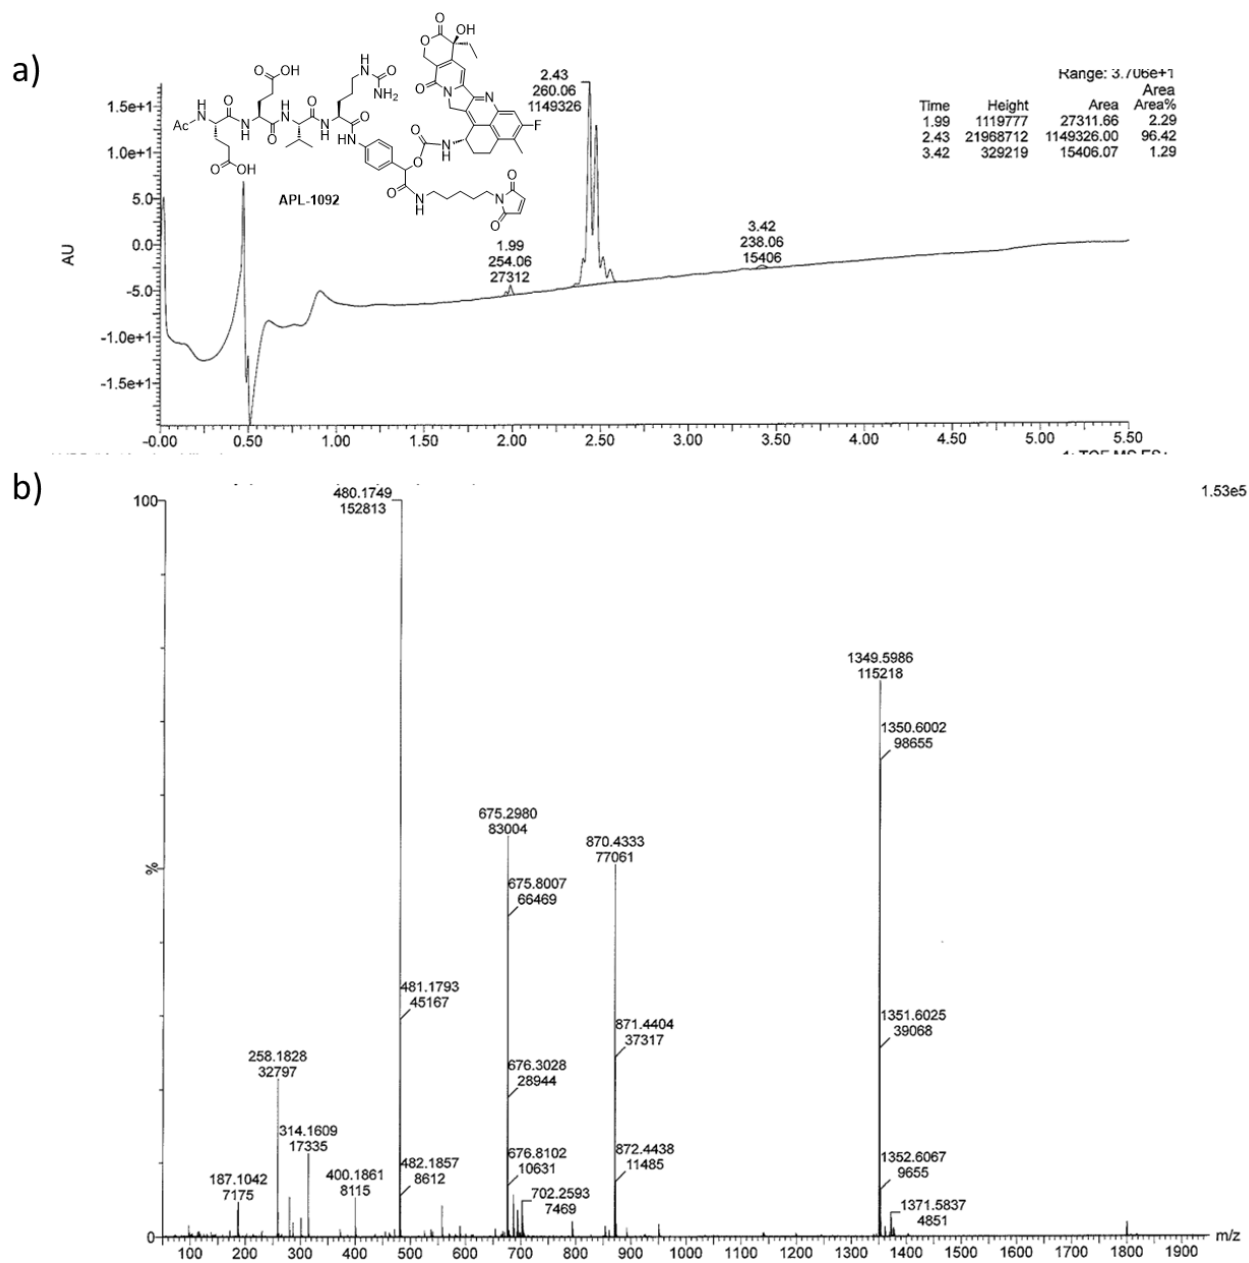 a)
Range: 3.706e+1
Area
Time Height Area Area%
1.99 1119777 27311.66 2.29
2.43 21968712 1149326.00 96.42
3.42 329219 15406.07 1.29
2.43
260.06
1149326
1.99
254.06
27312
3.42
238.06
15406
O
OH
O
O
N
O
N
F
OH
O
H
N
O
NH2
H
N
Ac
O
N
H
O
H
N
O
N
H
O
NH
O
OH
O
O
NH
O
N
H
O
N
O
APL-1092
AU
1.5e+1
1.0e+1
5.0
0.0
-5.0
-1.0e+1
-1.5e+1
-0.00 0.50 1.00 1.50 2.00 2.50 3.00 3.50 4.00 4.50 5.00 5.50
b)
1.53e5
100
%
0
480.1749
152813
1349.5986
115218
1350.6002
98655
675.2980
83004
870.4333
77061
675.8007
66469
481.1793
45167
1351.6025
39068
871.4404
37317
258.1828
32797
676.3028
28944
314.1609
17335
872.4438
11485
676.8102
10631
1352.6067
9655
482.1857
8612
400.1861
8115
702.2593
7469
187.1042
7175
1371.5837
4851
100 200 300 400 500 600 700 800 900 1000 1100 1200 1300 1400 1500 1600 1700 1800 1900 m/z